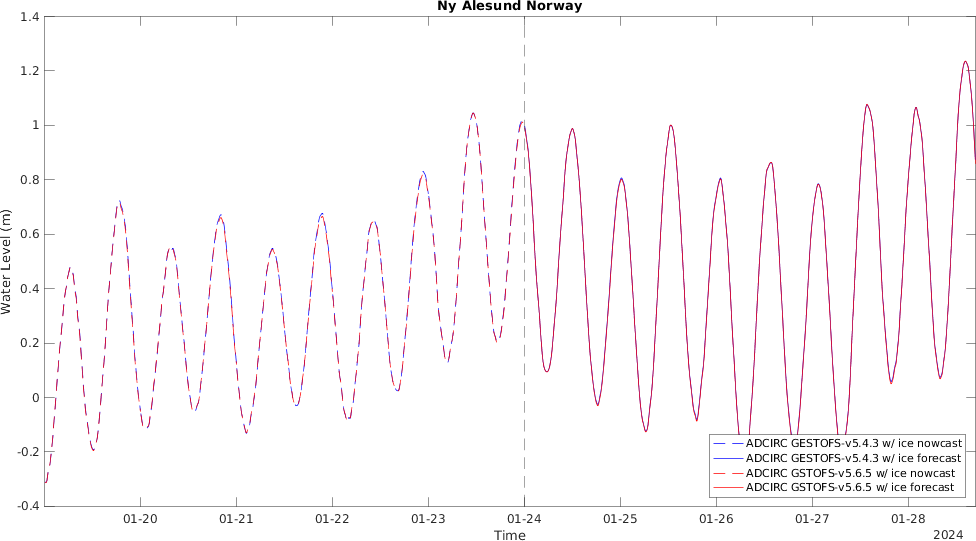 Ny Alesund Norway
1.4
1.2
1
0.8
0.6
0.4
0.2
0
-0.2
-0.4
Water Level (m)
ADCIRC GESTOFS-v5.4.3 w/ ice nowcast
ADCIRC GESTOFS-v5.4.3 w/ ice forecast
ADCIRC GSTOFS-v5.6.5 w/ ice nowcast
ADCIRC GSTOFS-v5.6.5 w/ ice forecast
01-20 01-21 01-22 01-23 01-24 01-25 01-26 01-27 01-28
Time
2024